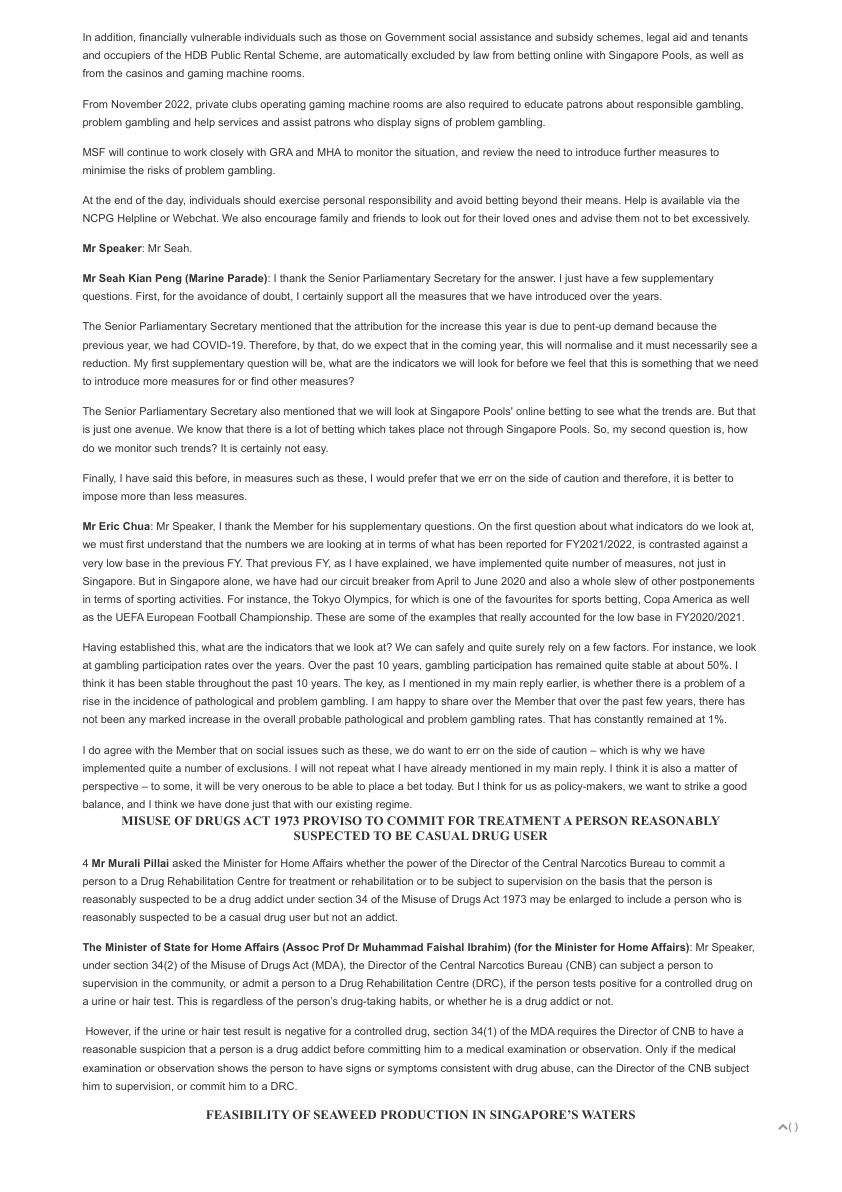 In addition, financially vulnerable individuals such as those on Government social assistance and subsidy schemes, legal aid and tenants
and occupiers of the HDB Public Rental Scheme, are automatically excluded by law from betting online with Singapore Pools, as well as
from the casinos and gaming machine rooms.
From November 2022, private clubs operating gaming machine rooms are also required to educate patrons about responsible gambling,
problem gambling and help services and assist patrons who display signs of problem gambling.
MSF will continue to work closely with GRA and MHA to monitor the situation, and review the need to introduce further measures to
minimise the risks of problem gambling.
At the end of the day, individuals should exercise personal responsibility and avoid betting beyond their means. Help is available via the
NCPG Helpline or Webchat. We also encourage family and friends to look out for their loved ones and advise them not to bet excessively.
Mr Speaker: Mr Seah.
Mr Seah Kian Peng (Marine Parade): I thank the Senior Parliamentary Secretary for the answer. I just have a few supplementary
questions. First, for the avoidance of doubt, I certainly support all the measures that we have introduced over the years.
The Senior Parliamentary Secretary mentioned that the attribution for the increase this year is due to pent-up demand because the
previous year, we had COVID-19. Therefore, by that, do we expect that in the coming year, this will normalise and it must necessarily see a
reduction. My first supplementary question will be, what are the indicators we will look for before we feel that this is something that we need
to introduce more measures for or find other measures?
The Senior Parliamentary Secretary also mentioned that we will look at Singapore Pools' online betting to see what the trends are. But that
is just one avenue. We know that there is a lot of betting which takes place not through Singapore Pools. So, my second question is, how
do we monitor such trends? It is certainly not easy.
Finally, I have said this before, in measures such as these, I would prefer that we err on the side of caution and therefore, it is better to
impose more than less measures.
Mr Eric Chua: Mr Speaker, I thank the Member for his supplementary questions. On the first question about what indicators do we look at,
we must first understand that the numbers we are looking at in terms of what has been reported for FY2021/2022, is contrasted against a
very low base in the previous FY. That previous FY, as I have explained, we have implemented quite number of measures, not just in
Singapore. But in Singapore alone, we have had our circuit breaker from April to June 2020 and also a whole slew of other postponements
in terms of sporting activities. For instance, the Tokyo Olympics, for which is one of the favourites for sports betting, Copa America as well
as the UEFA European Football Championship. These are some of the examples that really accounted for the low base in FY2020/2021.
Having established this, what are the indicators that we look at? We can safely and quite surely rely on a few factors. For instance, we look
at gambling participation rates over the years. Over the past 10 years, gambling participation has remained quite stable at about 50%. I
think it has been stable throughout the past 10 years. The key, as I mentioned in my main reply earlier, is whether there is a problem of a
rise in the incidence of pathological and problem gambling. I am happy to share over the Member that over the past few years, there has
not been any marked increase in the overall probable pathological and problem gambling rates. That has constantly remained at 1%.
I do agree with the Member that on social issues such as these, we do want to err on the side of caution – which is why we have
implemented quite a number of exclusions. I will not repeat what I have already mentioned in my main reply. I think it is also a matter of
perspective – to some, it will be very onerous to be able to place a bet today. But I think for us as policy-makers, we want to strike a good
balance, and I think we have done just that with our existing regime.
MISUSE OF DRUGS ACT 1973 PROVISO TO COMMIT FOR TREATMENT A PERSON REASONABLY
SUSPECTED TO BE CASUAL DRUG USER
4 Mr Murali Pillai asked the Minister for Home Affairs whether the power of the Director of the Central Narcotics Bureau to commit a
person to a Drug Rehabilitation Centre for treatment or rehabilitation or to be subject to supervision on the basis that the person is
reasonably suspected to be a drug addict under section 34 of the Misuse of Drugs Act 1973 may be enlarged to include a person who is
reasonably suspected to be a casual drug user but not an addict.
The Minister of State for Home Affairs (Assoc Prof Dr Muhammad Faishal Ibrahim) (for the Minister for Home Affairs): Mr Speaker,
under section 34(2) of the Misuse of Drugs Act (MDA), the Director of the Central Narcotics Bureau (CNB) can subject a person to
supervision in the community, or admit a person to a Drug Rehabilitation Centre (DRC), if the person tests positive for a controlled drug on
a urine or hair test. This is regardless of the person's drug-taking habits, or whether he is a drug addict or not.
However, if the urine or hair test result is negative for a controlled drug, section 34(1) of the MDA requires the Director of CNB to have a
reasonable suspicion that a person is a drug addict before committing him to a medical examination or observation. Only if the medical
examination or observation shows the person to have signs or symptoms consistent with drug abuse, can the Director of the CNB subject
him to supervision, or commit him to a DRC.
FEASIBILITY OF SEAWEED PRODUCTION IN SINGAPORE'S WATERS
( )